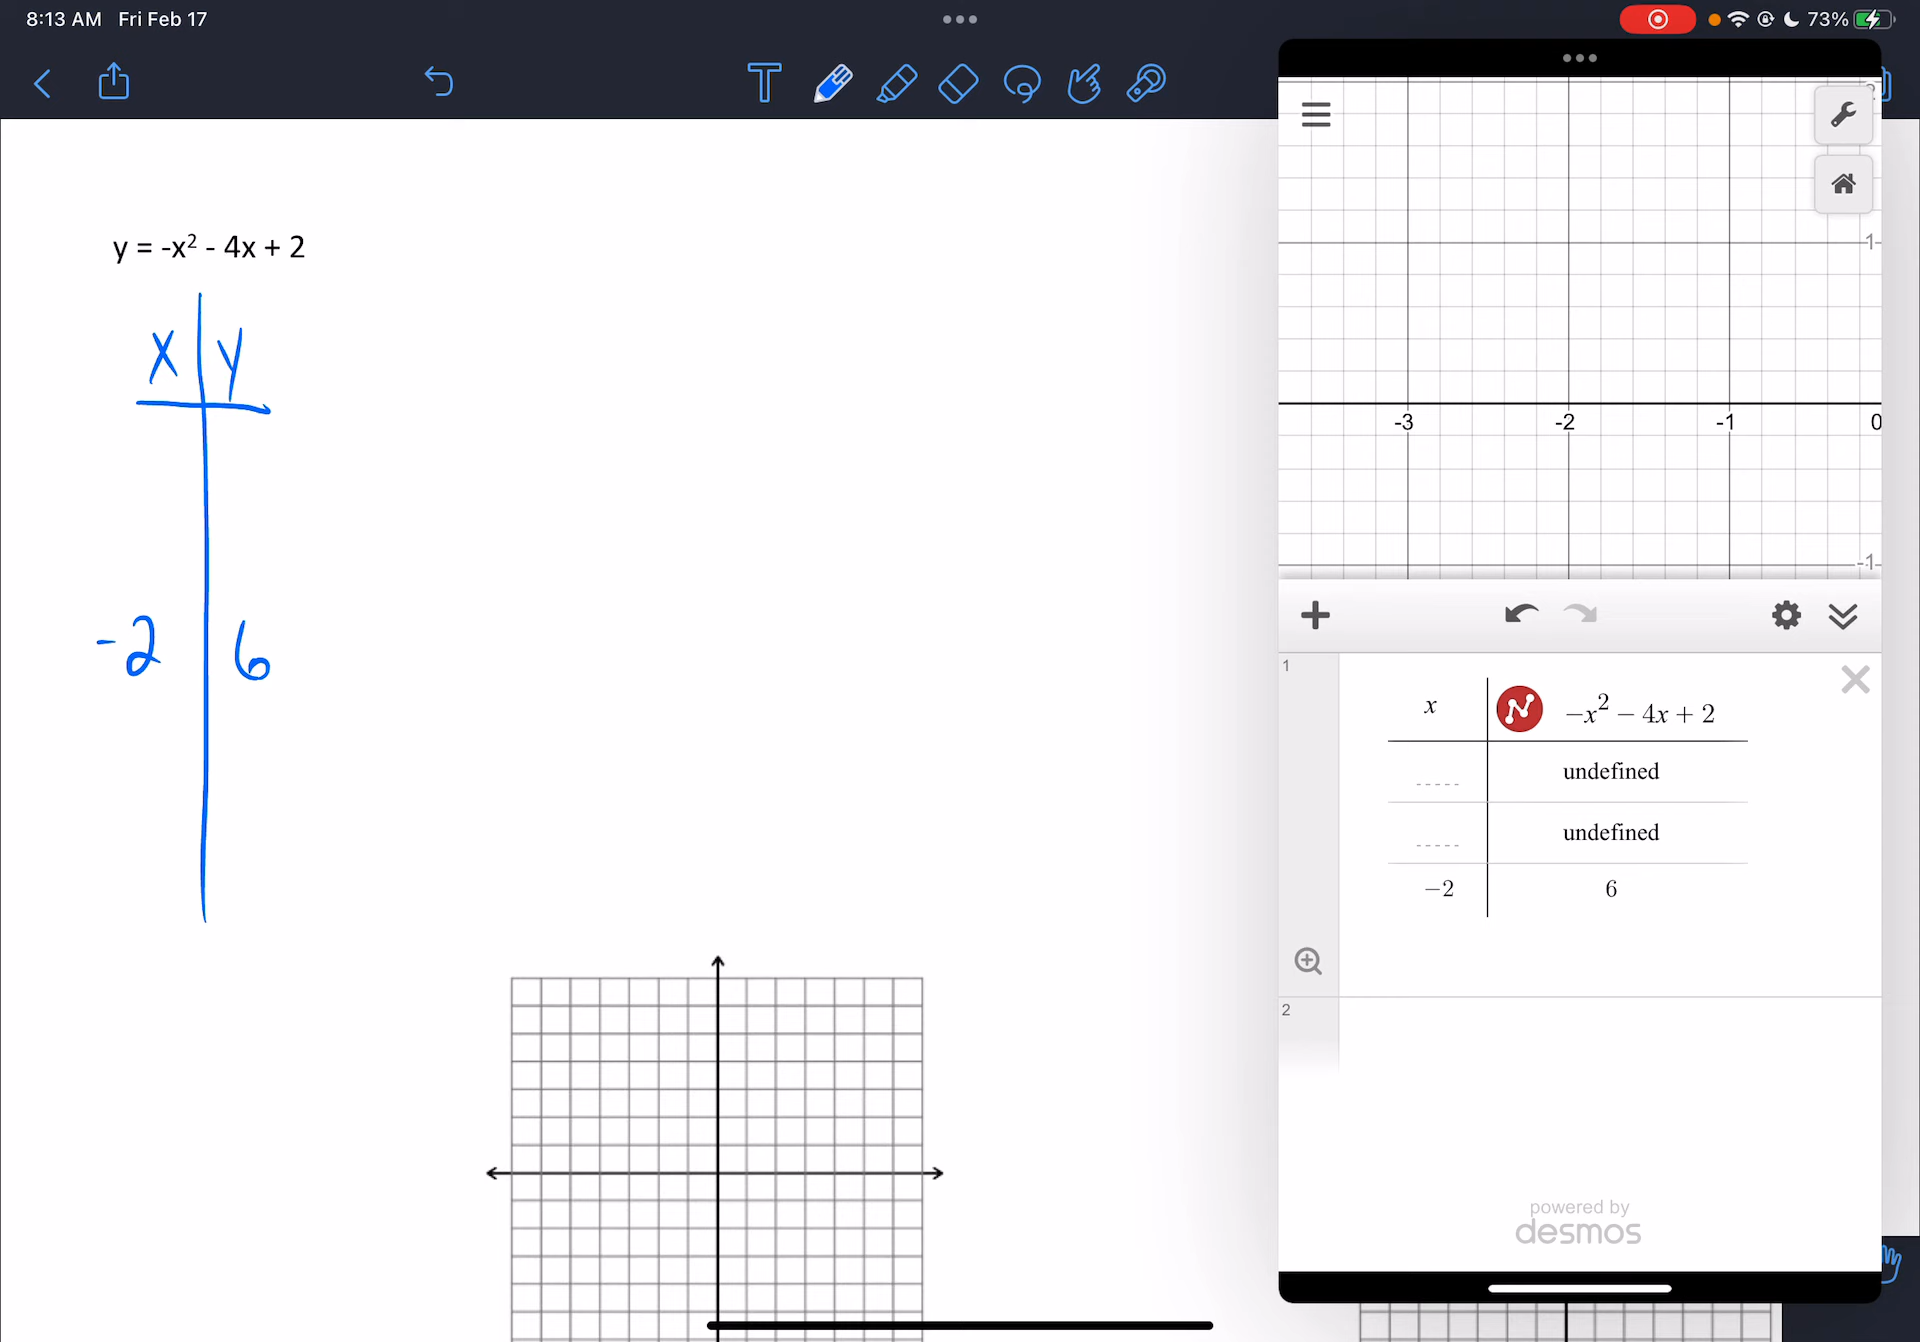 8:13 AM Fri Feb 17
73%
y = -x² - 4x + 2
X Y
-2 6
1
-3 -2 -1 0
-1
1
x −x² − 4x + 2
undefined
undefined
−2 6
2
powered by
desmos